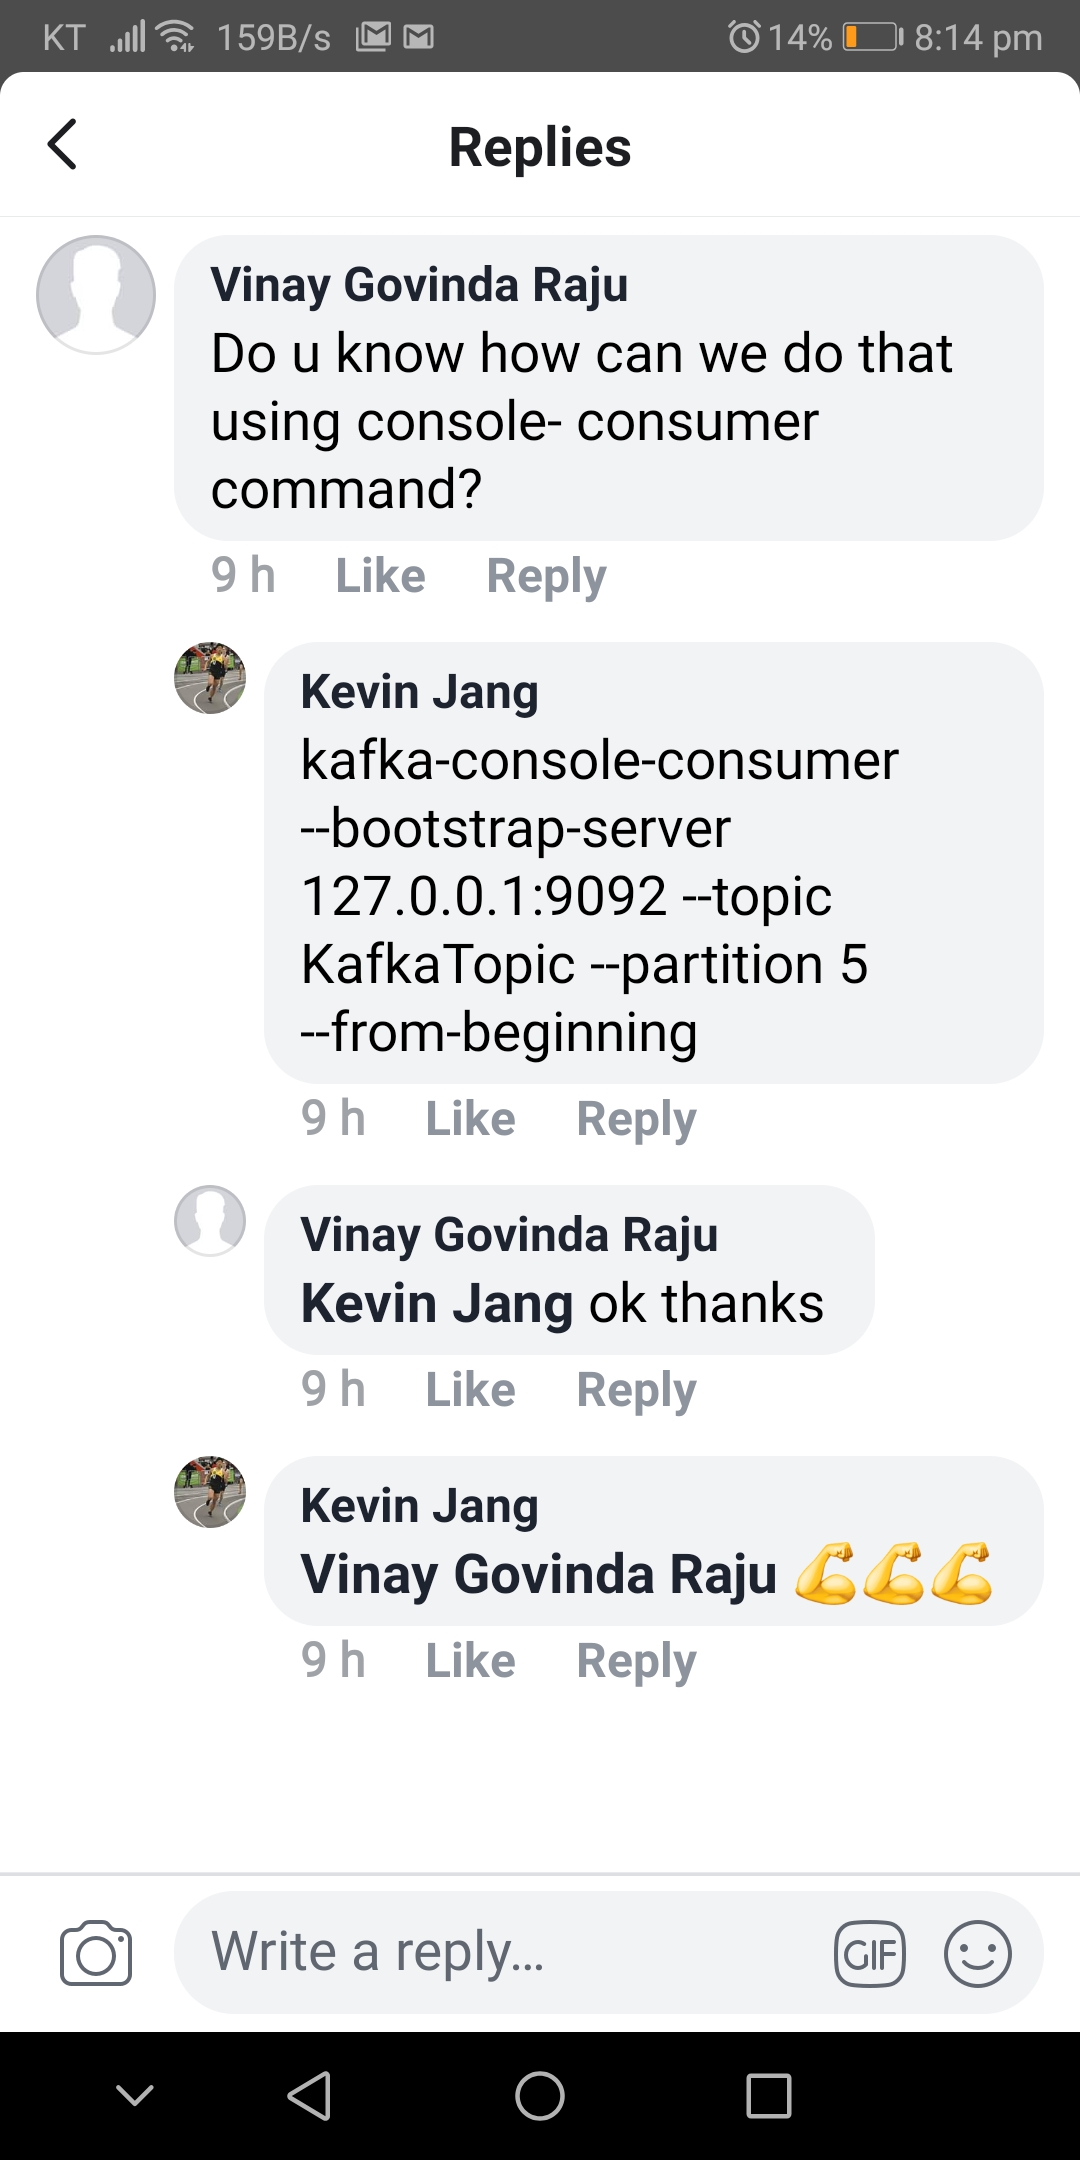 KT 159B/s 14% 8:14 pm
Replies
Vinay Govinda Raju
Do u know how can we do that
using console- consumer
command?
9 h Like Reply
Kevin Jang
kafka-console-consumer
--bootstrap-server
127.0.0.1:9092 --topic
KafkaTopic --partition 5
--from-beginning
9 h Like Reply
Vinay Govinda Raju
Kevin Jang ok thanks
9 h Like Reply
Kevin Jang
Vinay Govinda Raju 💪💪💪
9 h Like Reply
Write a reply...
GIF